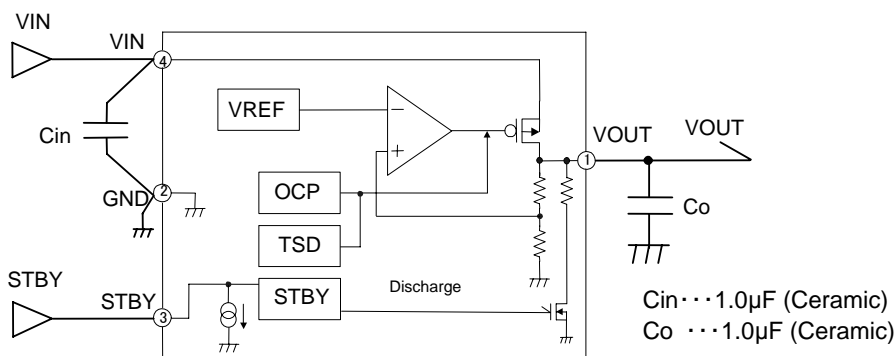 VIN
VIN
4
VREF
−
+
Cin
VOUT
VOUT
1
GND
2
OCP
Co
TSD
STBY
STBY
3
STBY
Discharge
Cin･･･1.0μF (Ceramic)
Co ･･･1.0μF (Ceramic)